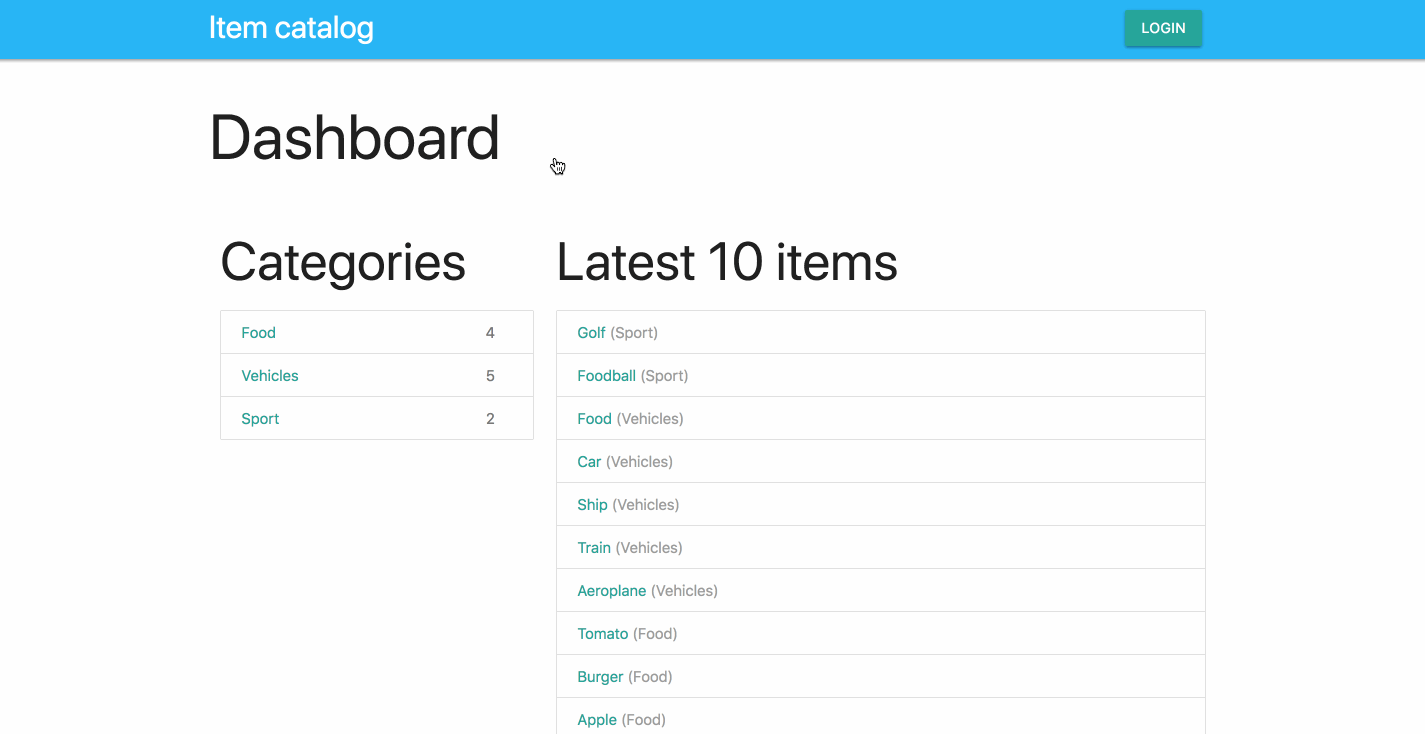 Item catalog
LOGIN
Dashboard
Categories
Food 4
Vehicles 5
Sport 2
Latest 10 items
Golf (Sport)
Foodball (Sport)
Food (Vehicles)
Car (Vehicles)
Ship (Vehicles)
Train (Vehicles)
Aeroplane (Vehicles)
Tomato (Food)
Burger (Food)
Apple (Food)